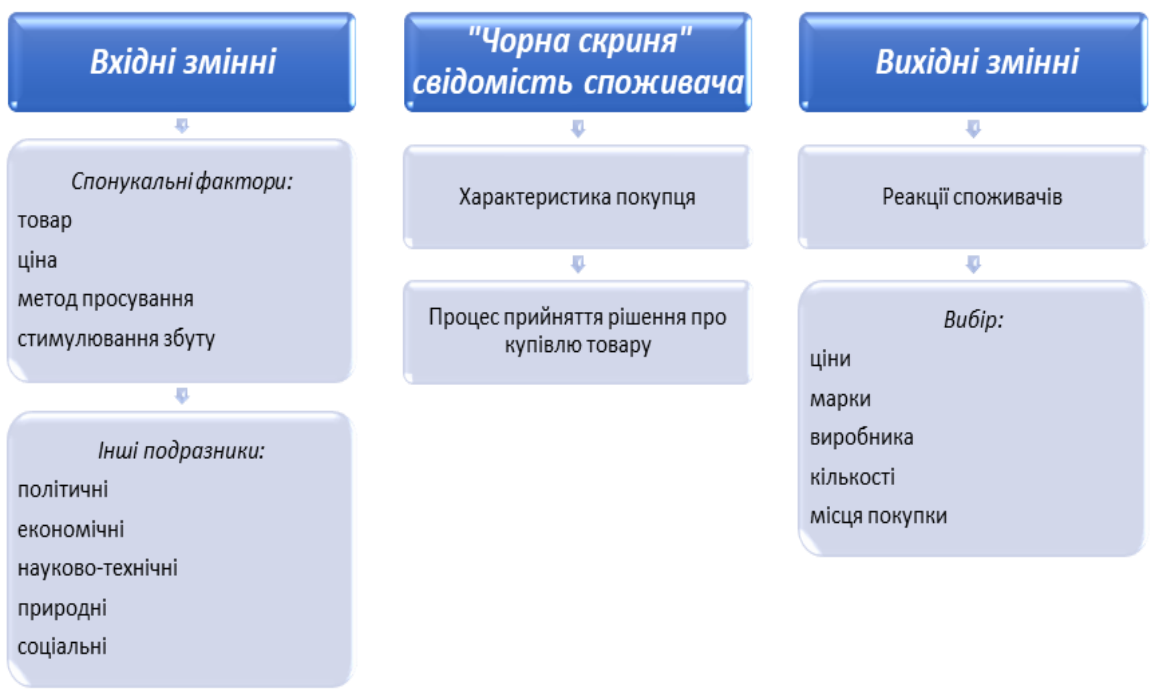 Вхідні змінні
Спонукальні фактори:
товар
ціна
метод просування
стимулювання збуту
Інші подразники:
політичні
економічні
науково-технічні
природні
соціальні
"Чорна скриня"
свідомість споживача
Характеристика покупця
Процес прийняття рішення про
купівлю товару
Вихідні змінні
Реакції споживачів
Вибір:
ціни
марки
виробника
кількості
місця покупки